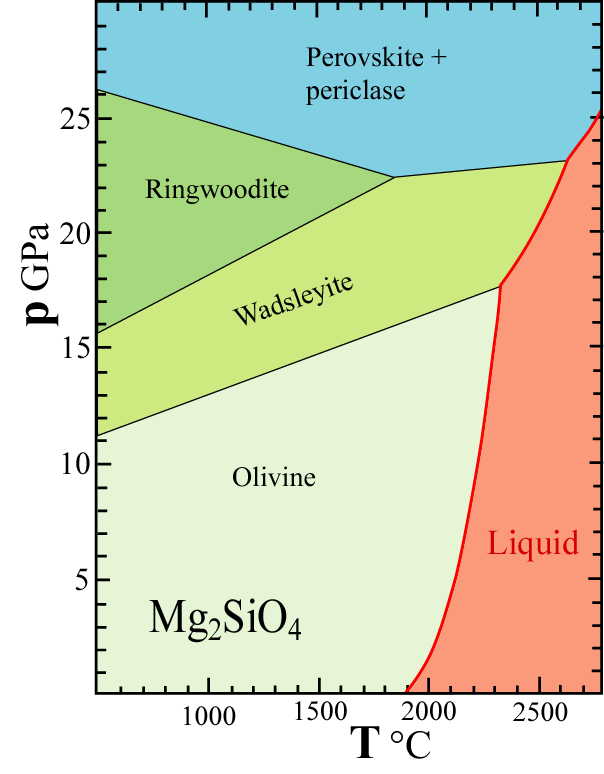 Perovskite +
periclase
25
Ringwoodite
20
p GPa
Wadsleyite
15
10
Olivine
Liquid
5
Mg₂SiO₄
1000 1500 2000 2500
T °C